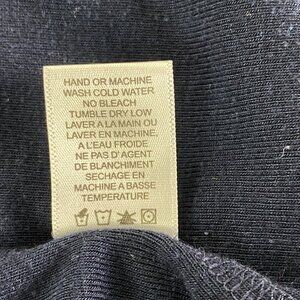 HAND OR MACHINE
WASH COLD WATER
NO BLEACH
TUMBLE DRY LOW
LAVER A LA MAIN OU
LAVER EN MACHINE,
A L'EAU FROIDE
NE PAS D'AGENT
DE BLANCHIMENT
SECHAGE EN
MACHINE A BASSE
TEMPERATURE